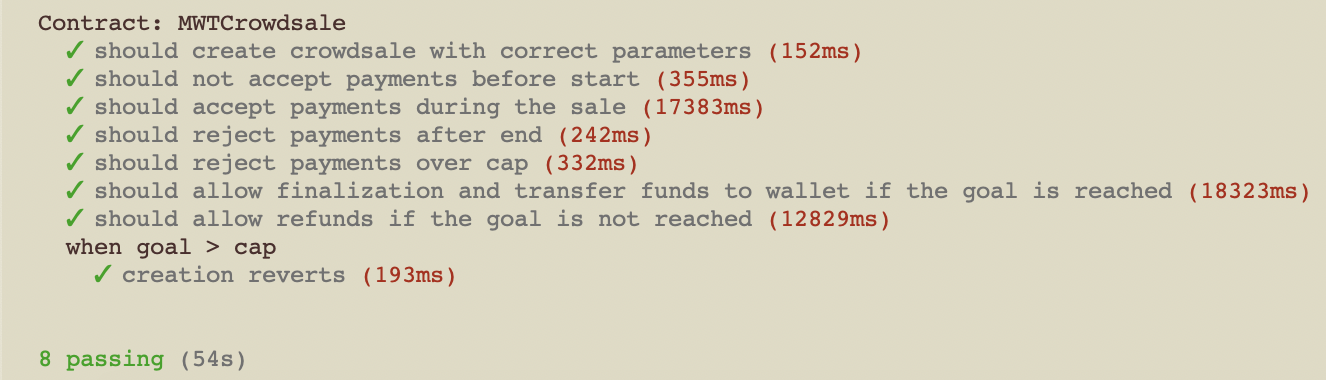 Contract: MWTCrowdsale
✓ should create crowdsale with correct parameters (152ms)
✓ should not accept payments before start (355ms)
✓ should accept payments during the sale (17383ms)
✓ should reject payments after end (242ms)
✓ should reject payments over cap (332ms)
✓ should allow finalization and transfer funds to wallet if the goal is reached (18323ms)
✓ should allow refunds if the goal is not reached (12829ms)
when goal > cap
✓ creation reverts (193ms)
8 passing (54s)